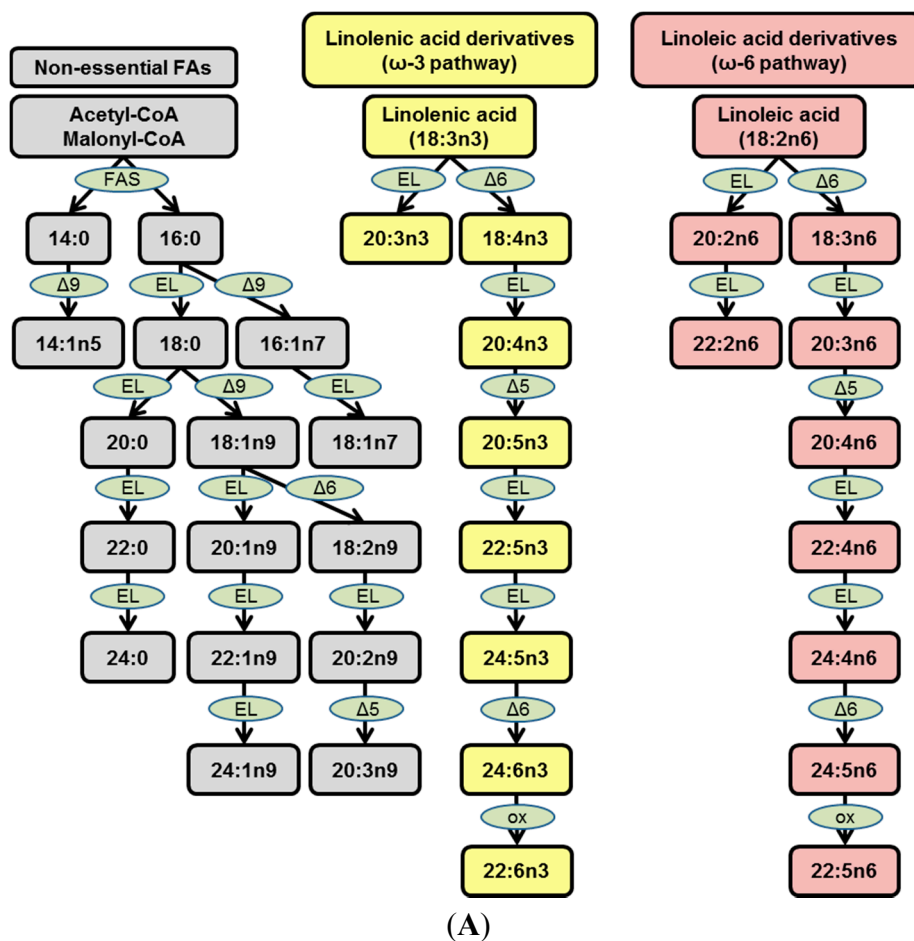 Non-essential FAs
Acetyl-CoA
Malonyl-CoA
FAS
14:0
16:0
Δ9
EL
Δ9
14:1n5
18:0
16:1n7
EL
Δ9
EL
20:0
18:1n9
18:1n7
EL
EL
Δ6
22:0
20:1n9
18:2n9
EL
EL
EL
24:0
22:1n9
20:2n9
EL
Δ5
24:1n9
20:3n9
Linolenic acid derivatives
(ω-3 pathway)
Linolenic acid
(18:3n3)
EL
Δ6
20:3n3
18:4n3
EL
20:4n3
Δ5
20:5n3
EL
22:5n3
EL
24:5n3
Δ6
24:6n3
ox
22:6n3
Linoleic acid derivatives
(ω-6 pathway)
Linoleic acid
(18:2n6)
EL
Δ6
20:2n6
18:3n6
EL
EL
22:2n6
20:3n6
Δ5
20:4n6
EL
22:4n6
EL
24:4n6
Δ6
24:5n6
ox
22:5n6
(A)